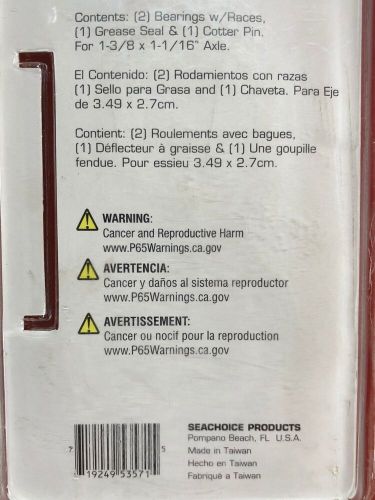 Contents: (2) Bearings w/Races,
(1) Grease Seal & (1) Cotter Pin.
For 1-3/8 x 1-1/16" Axle.
El Contenido: (2) Rodamientos con razas
(1) Sello para Grasa and (1) Chaveta. Para Eje
de 3.49 x 2.7cm.
Contient: (2) Roulements avec bagues,
(1) Déflecteur à graisse & (1) Une goupille
fendue. Pour essieu 3.49 x 2.7cm.
WARNING:
Cancer and Reproductive Harm
www.P65Warnings.ca.gov
AVERTENCIA:
Cancer y daños al sistema reproductor
www.P65Warnings.ca.gov
AVERTISSEMENT:
Cancer ou nocif pour la reproduction
www.P65Warnings.ca.gov
SEACHOICE PRODUCTS
Pompano Beach, FL U.S.A.
Made in Taiwan
Hecho en Taiwan
Fabriqué a Taiwan
7 19249 53571 5